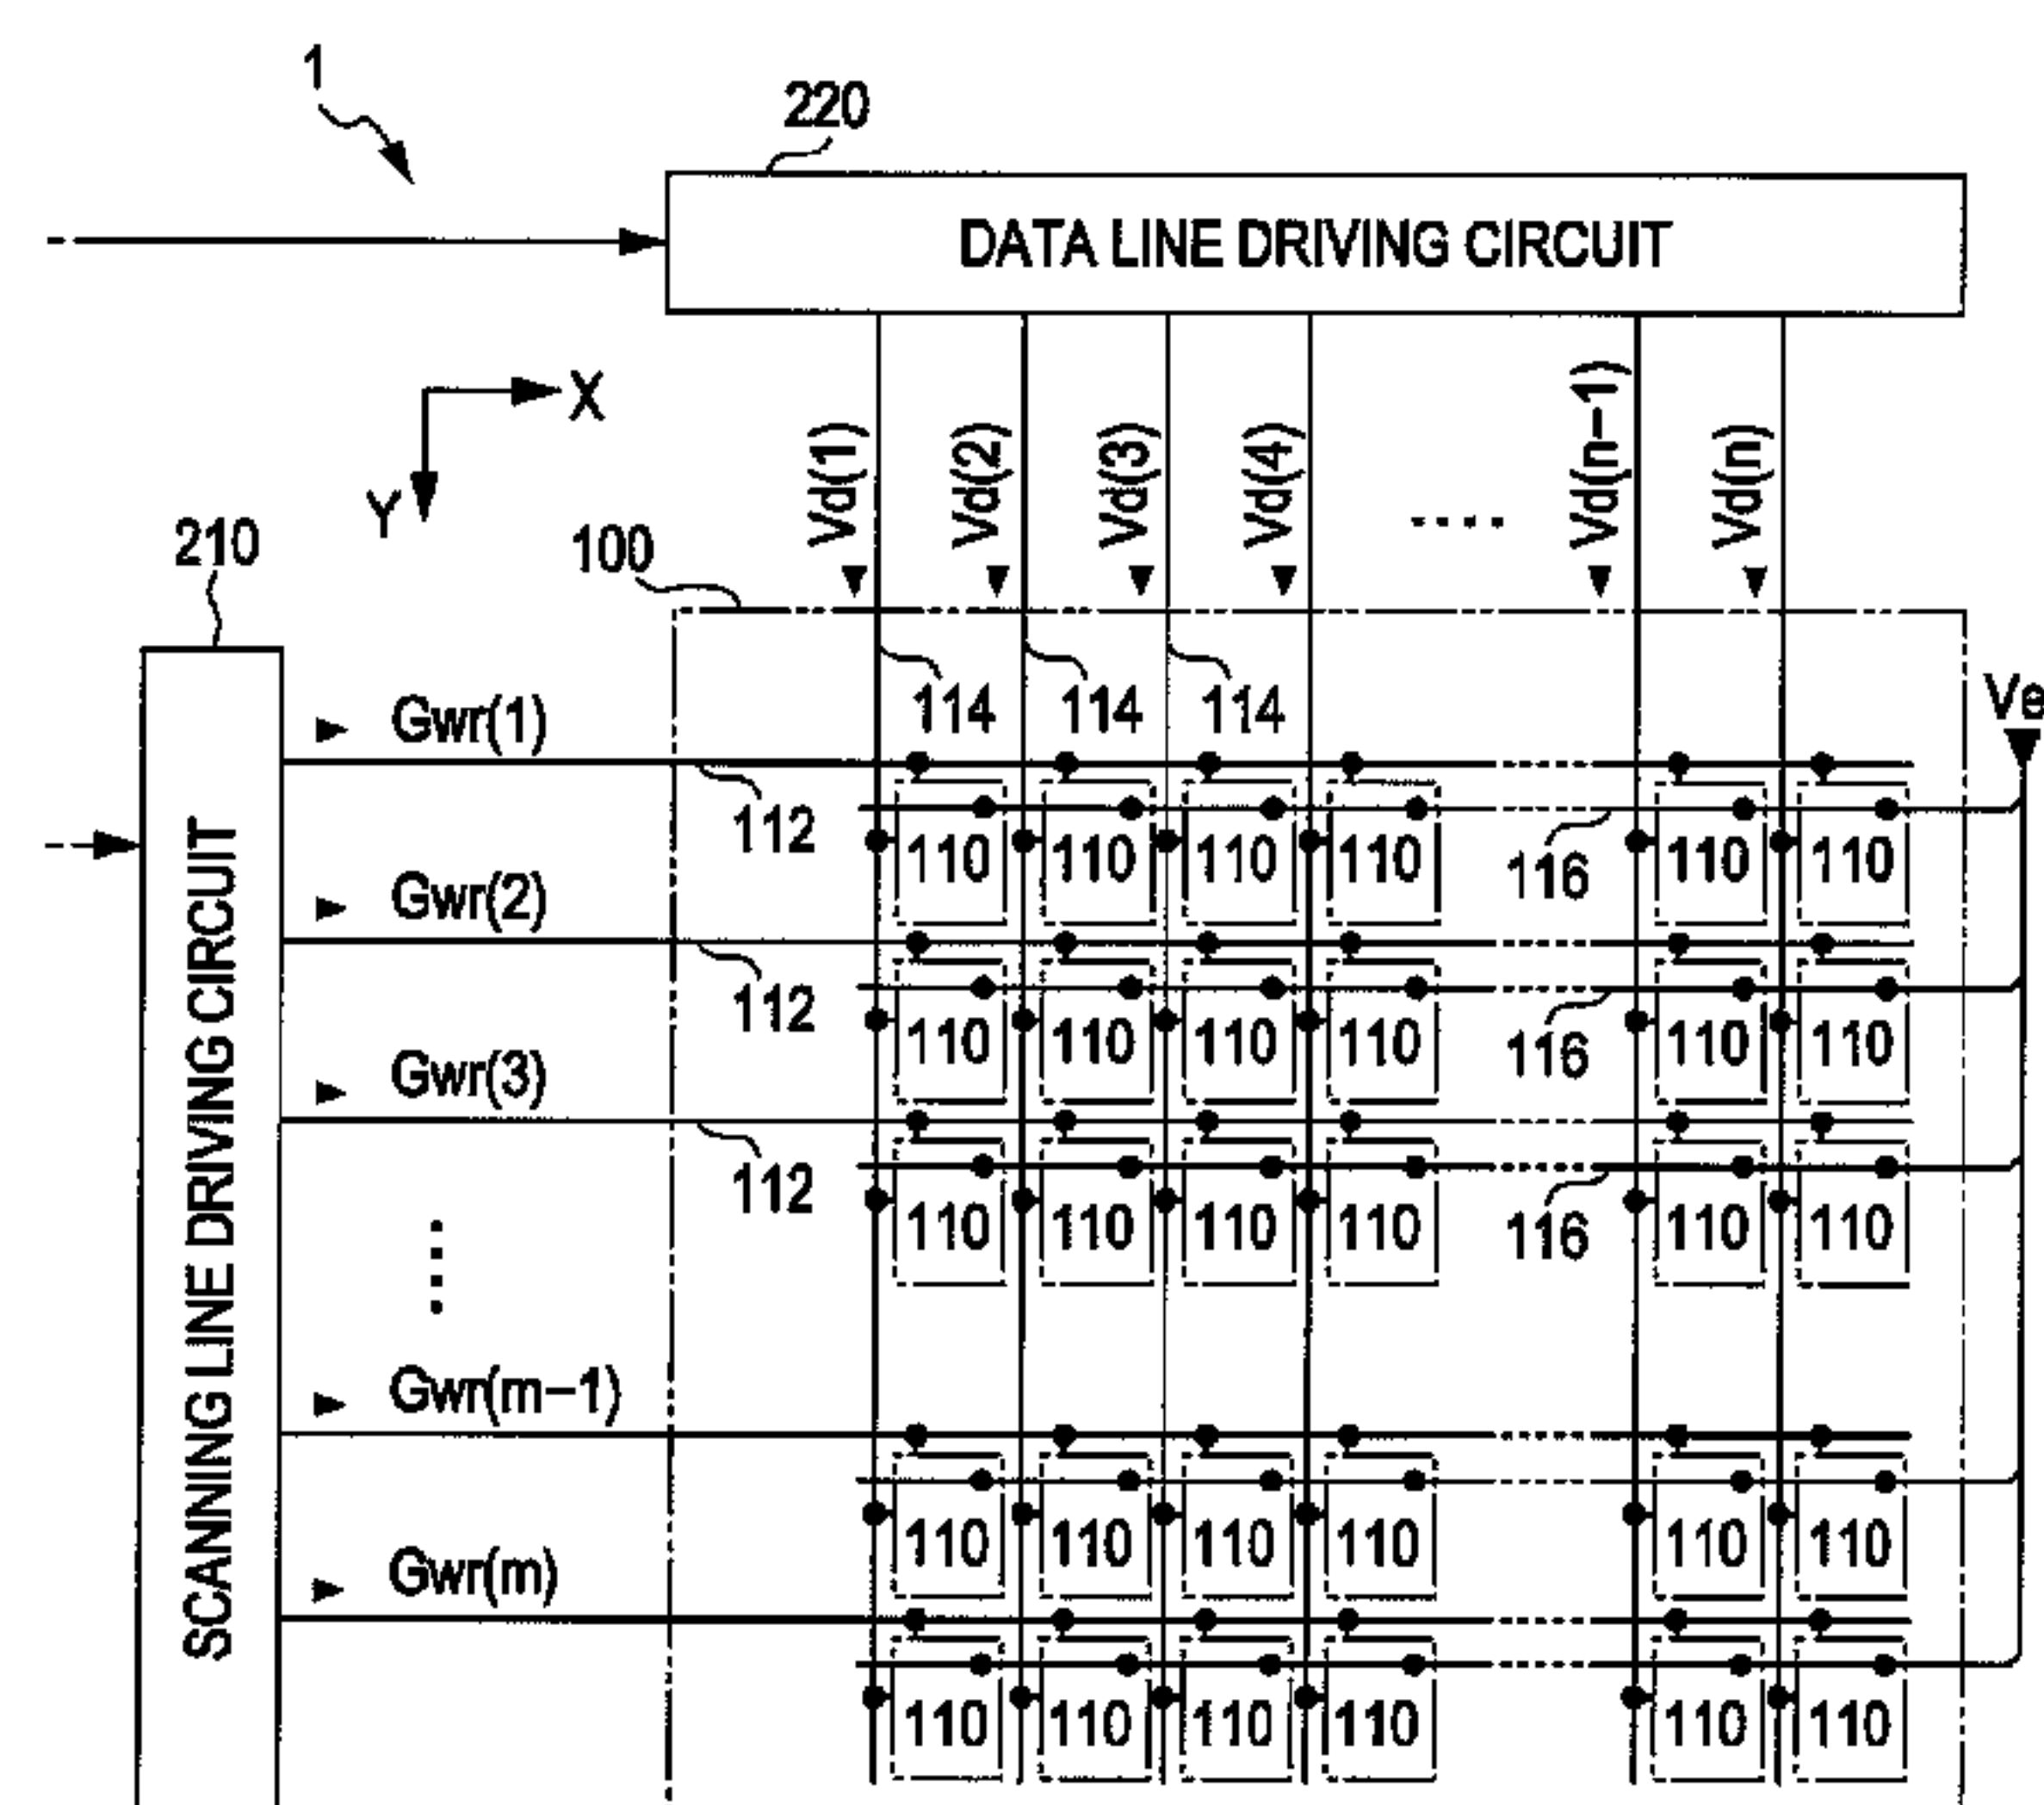 1
220
DATA LINE DRIVING CIRCUIT
X
Y
Vd(1) Vd(2) Vd(3) Vd(4) .... Vd(n-1) Vd(n)
210
100
SCANNING LINE DRIVING CIRCUIT
Gwr(1)
114 114 114
112
110 110 110 110 116 110 110
Gwr(2)
112
110 110 110 110 116 110 110
Gwr(3)
112
110 110 110 110 116 110 110
Gwr(m-1)
110 110 110 110 110 110
Gwr(m)
110 110 110 110 110 110